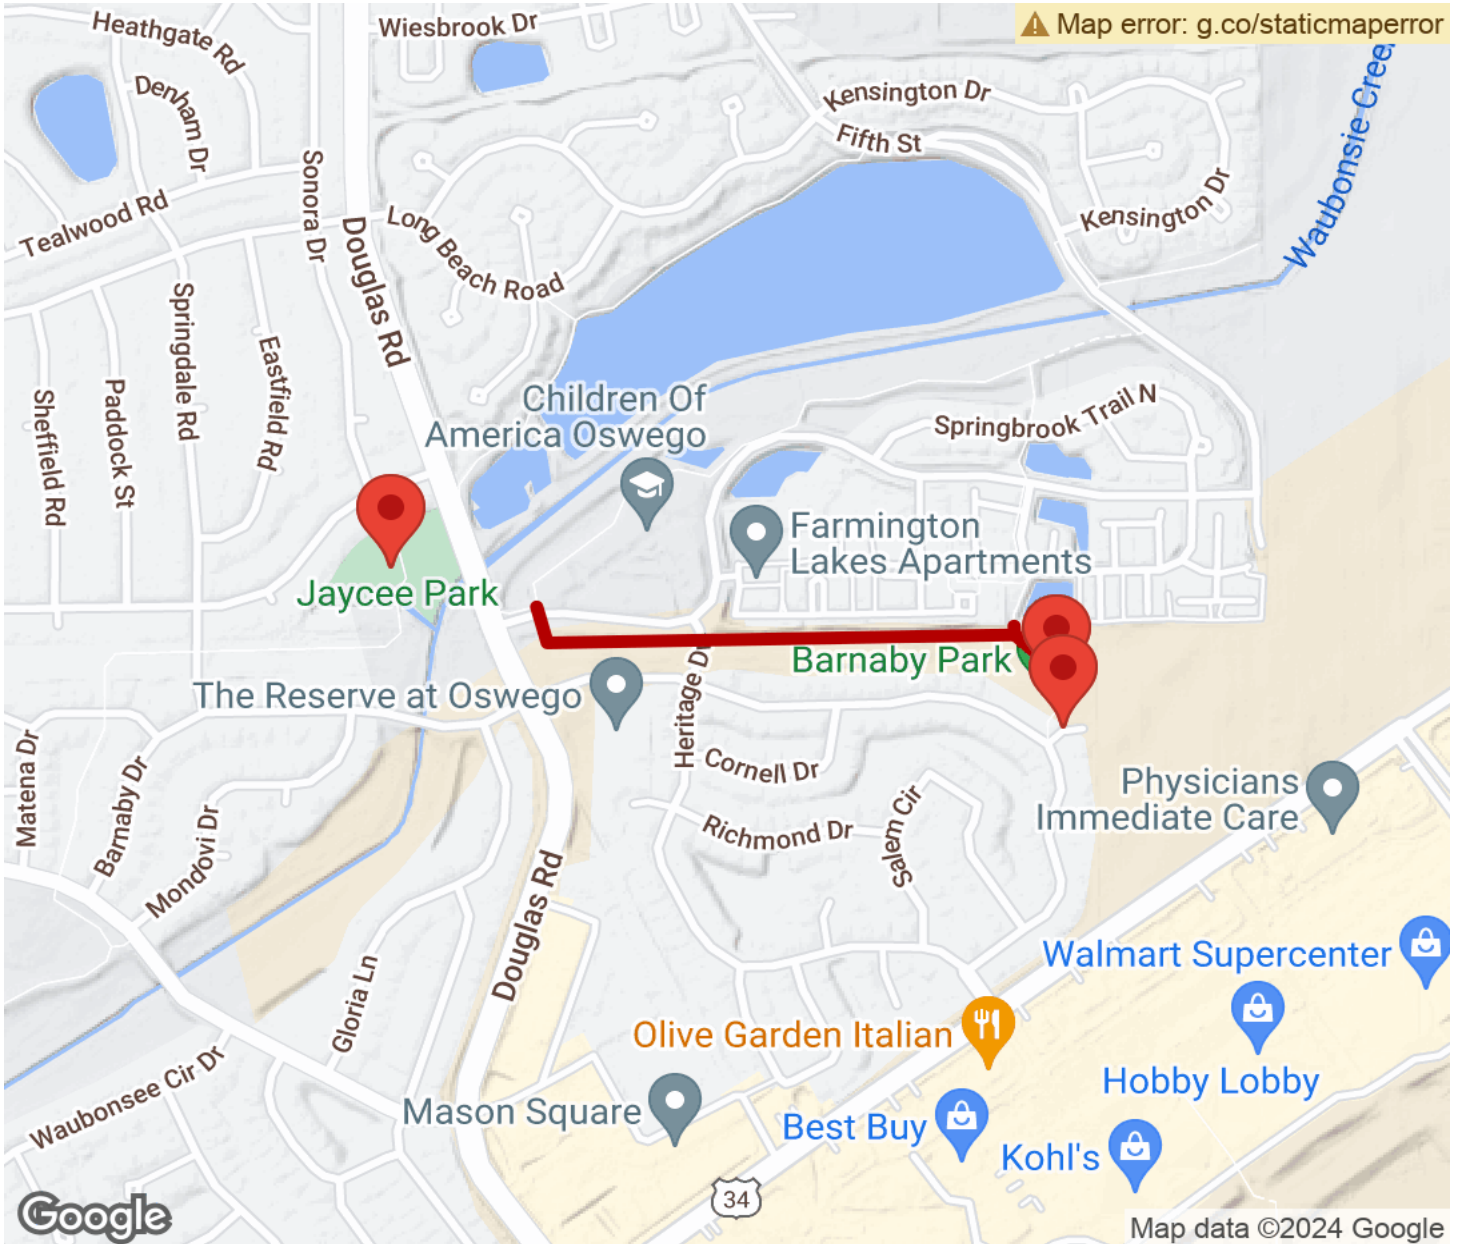 Heathgate Rd
Wiesbrook Dr
Map error: g.co/staticmaperror
Denham Dr
Kensington Dr
Fifth St
Waubonsie Creek
Sonora Dr
Tealwood Rd
Long Beach Road
Kensington Dr
Douglas Rd
Springdale Rd
Eastfield Rd
Paddock St
Sheffield Rd
Children Of
America Oswego
Springbrook Trail N
Farmington
Lakes Apartments
Jaycee Park
Barnaby Park
The Reserve at Oswego
Heritage Dr
Matena Dr
Barnaby Dr
Mondovi Dr
Cornell Dr
Richmond Dr
Salem Cir
Physicians
Immediate Care
Douglas Rd
Gloria Ln
Walmart Supercenter
Olive Garden Italian
Waubonsee Cir Dr
Hobby Lobby
Mason Square
Best Buy
Kohl's
34
Google
Map data ©2024 Google